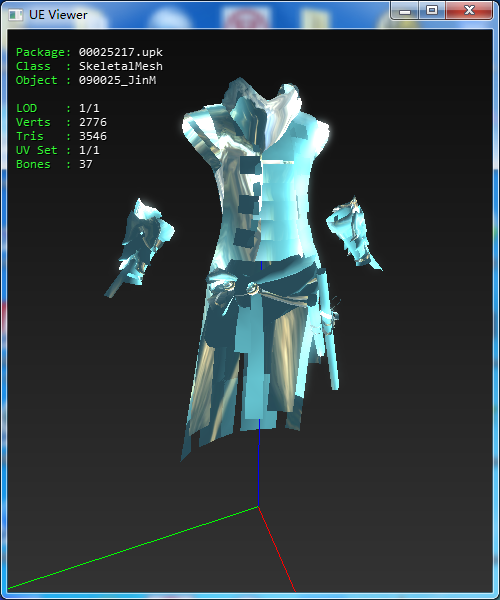 UE Viewer
Package: 00025217.upk
Class   : SkeletalMesh
Object : 090025_JinM
LOD    : 1/1
Verts  : 2776
Tris   : 3546
UV Set : 1/1
Bones  : 37